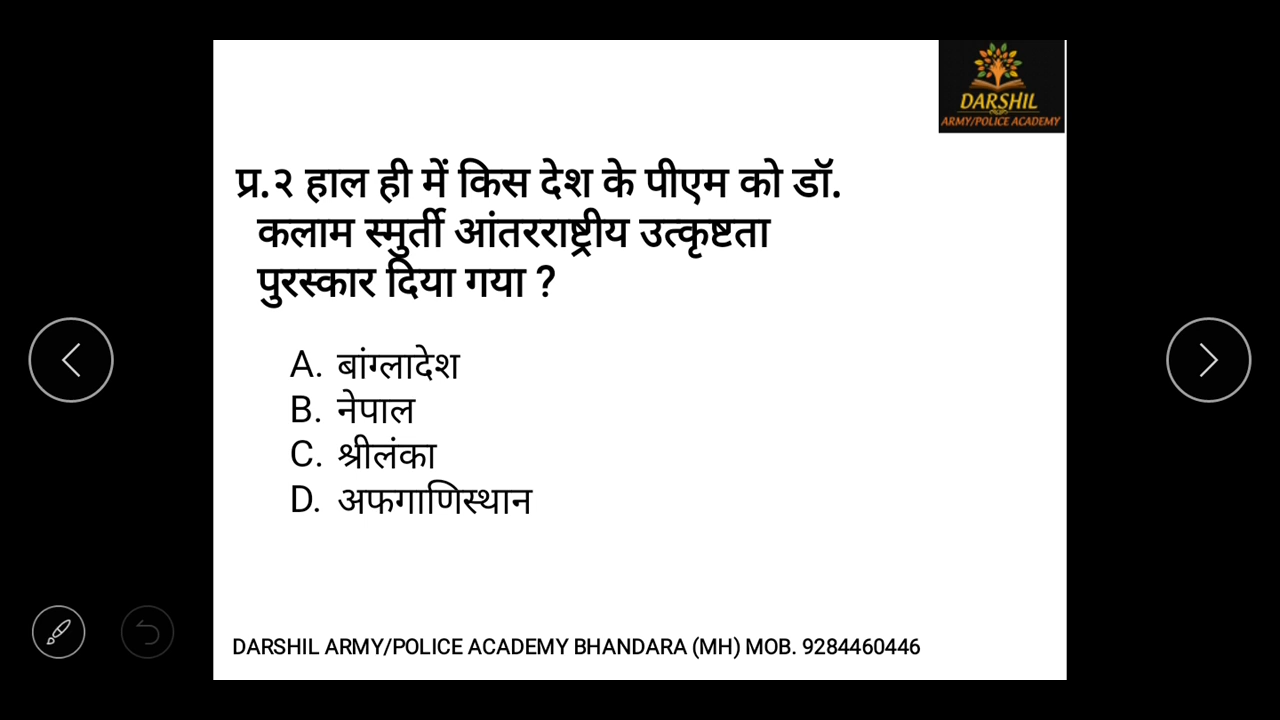 DARSHIL
ARMY/POLICE ACADEMY
प्र.२ हाल ही में किस देश के पीएम को डॉ.
कलाम स्मुर्ती आंतरराष्ट्रीय उत्कृष्टता
पुरस्कार दिया गया ?
A. बांग्लादेश
B. नेपाल
C. श्रीलंका
D. अफगाणिस्थान
DARSHIL ARMY/POLICE ACADEMY BHANDARA (MH) MOB. 9284460446